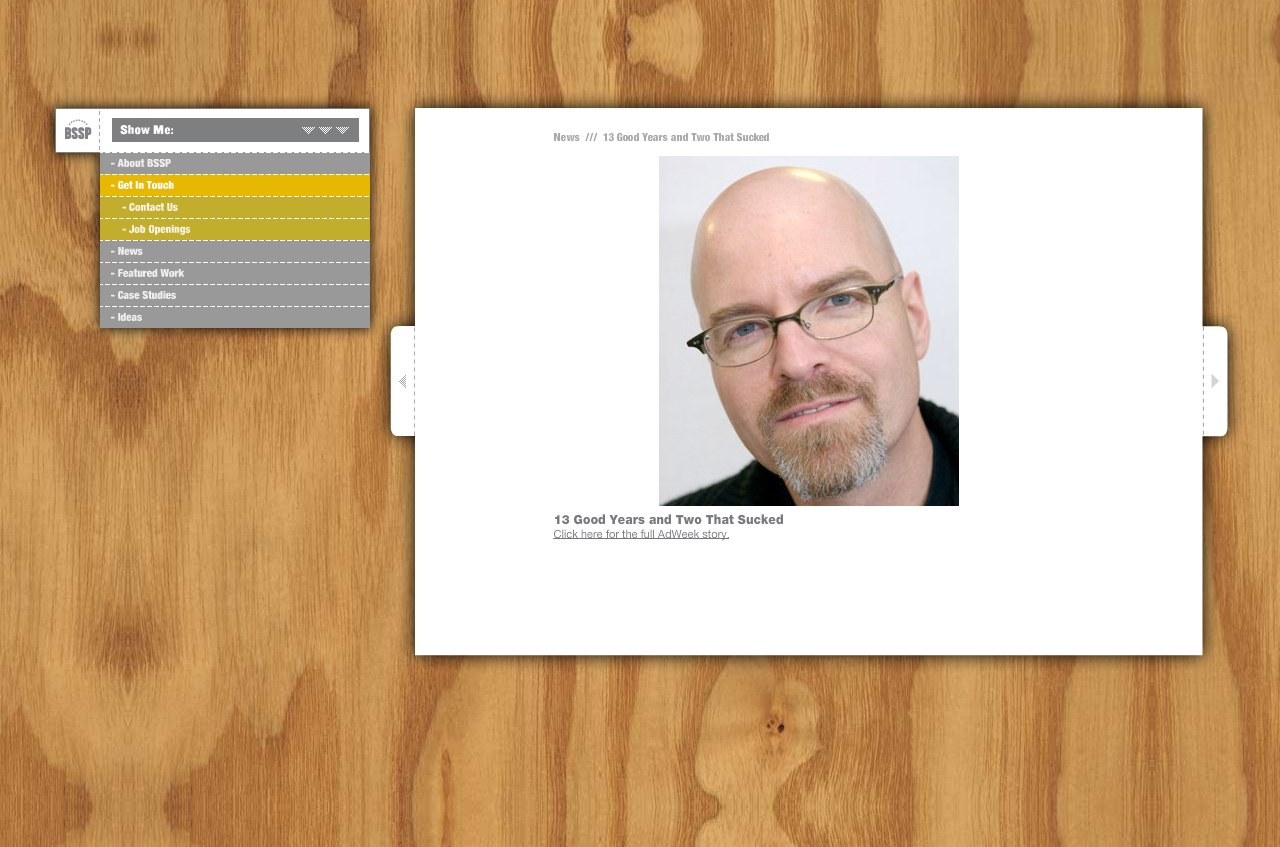 BSSP
Show Me:
- About BSSP
- Get In Touch
- Contact Us
- Job Openings
- News
- Featured Work
- Case Studies
- Ideas
News /// 13 Good Years and Two That Sucked
13 Good Years and Two That Sucked
Click here for the full AdWeek story.